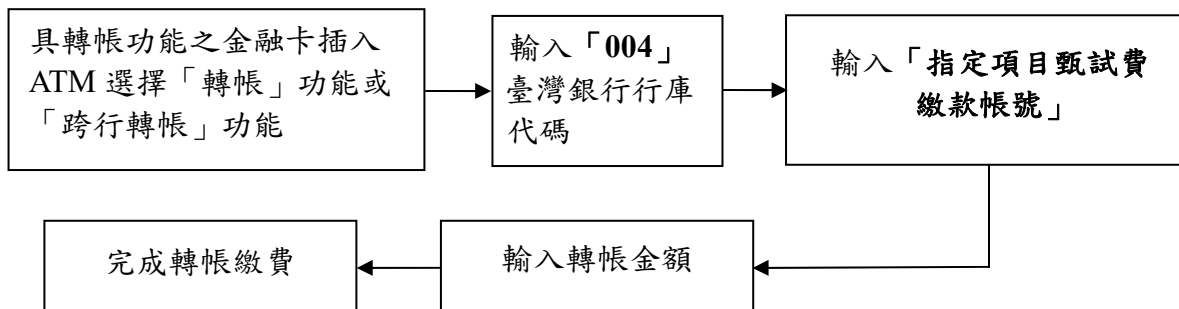 具轉帳功能之金融卡插入
ATM 選擇「轉帳」功能或
「跨行轉帳」功能
輸入「004」
臺灣銀行行庫
代碼
輸入「指定項目甄試費
繳款帳號」
輸入轉帳金額
完成轉帳繳費